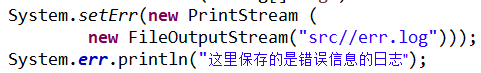 System.setErr(new PrintStream (
new FileOutputStream("src//err.log")));
System.err.println("这里保存的是错误信息的日志");